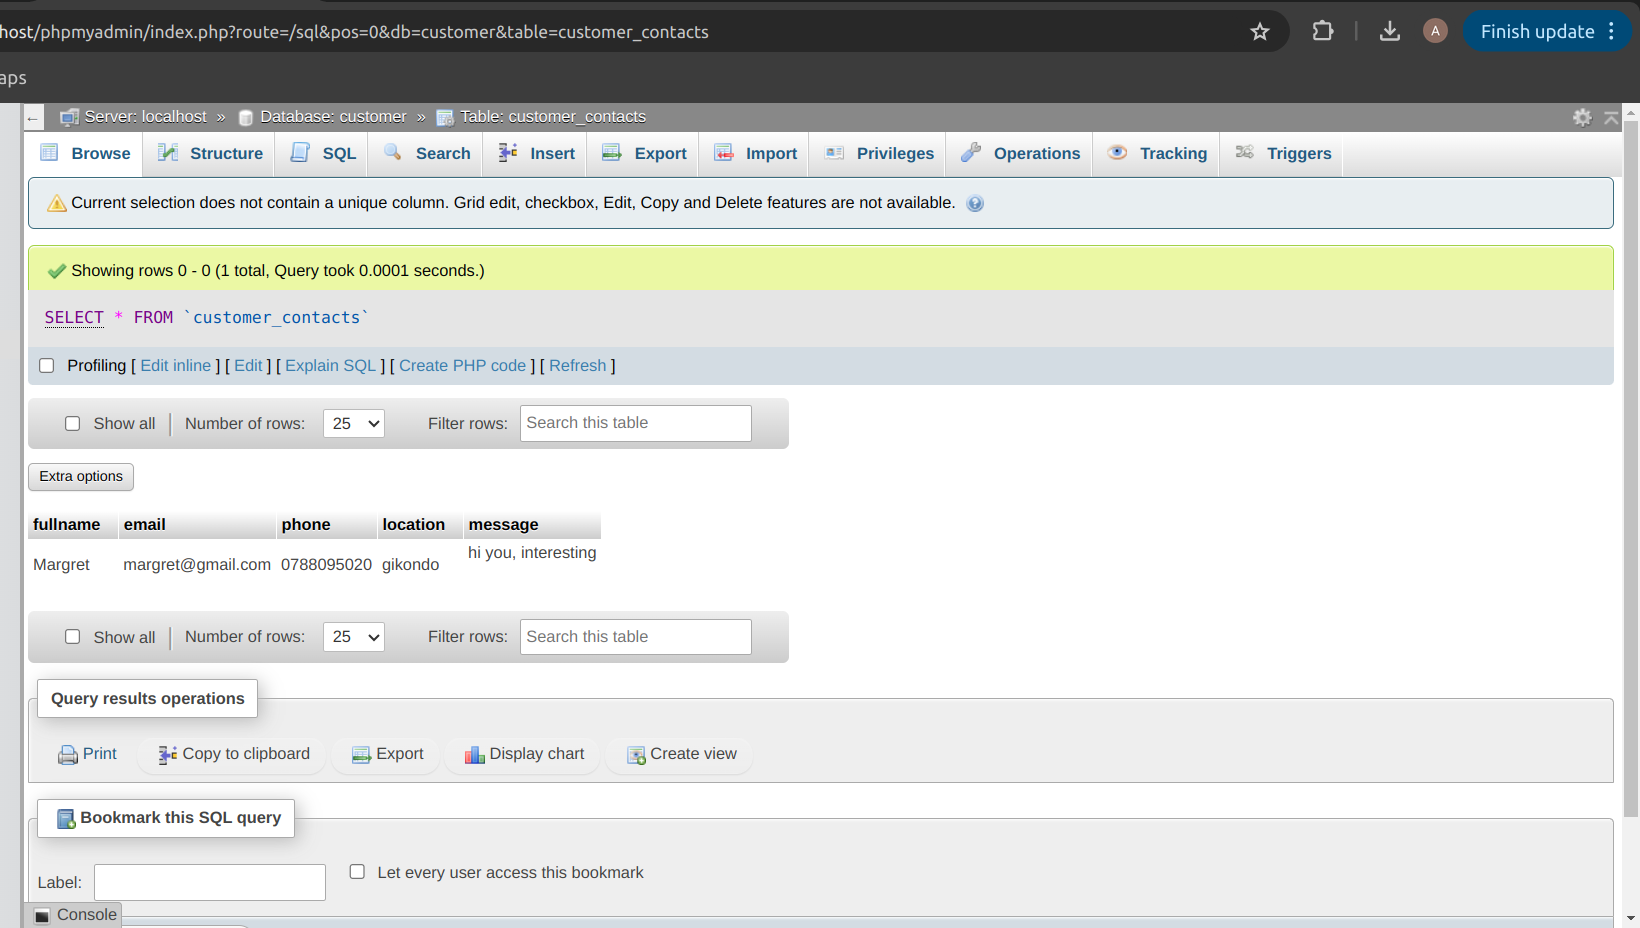 host/phpmyadmin/index.php?route=/sql&pos=0&db=customer&table=customer_contacts
A
Finish update
aps
← Server: localhost » Database: customer » Table: customer_contacts
Browse Structure SQL Search Insert Export Import Privileges Operations Tracking Triggers
Current selection does not contain a unique column. Grid edit, checkbox, Edit, Copy and Delete features are not available.
Showing rows 0 - 0 (1 total, Query took 0.0001 seconds.)
SELECT * FROM `customer_contacts`
Profiling [ Edit inline ] [ Edit ] [ Explain SQL ] [ Create PHP code ] [ Refresh ]
Show all Number of rows: 25 Filter rows: Search this table
Extra options
fullname email phone location message
Margret margret@gmail.com 0788095020 gikondo hi you, interesting
Show all Number of rows: 25 Filter rows: Search this table
Query results operations
Print Copy to clipboard Export Display chart Create view
Bookmark this SQL query
Label: Let every user access this bookmark
Console